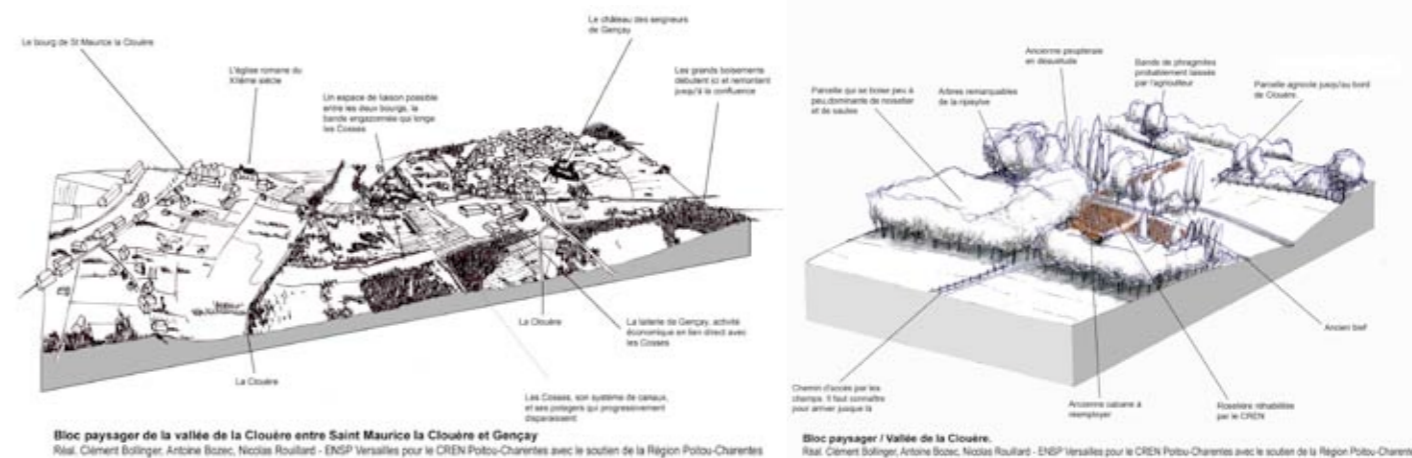 Le bourg de St Maurice la Clouère
L'église romane du
XIIème siècle
Un espace de liaison possible
entre les deux bourgs, la
bande engazonnée qui longe
les Cosses
Le château des seigneurs
de Gençay
Les grands boisements
débutent ici et remontent
jusqu'à la confluence
La Clouère
La Clouère
La laiterie de Gençay, activité
économique en lien direct avec
les Cosses
Les Cosses, son système de canaux,
et ses potagers qui progressivement
disparaissent
Bloc paysager de la vallée de la Clouère entre Saint Maurice la Clouère et Gençay
Réal. Clément Bollinger, Antoine Bozec, Nicolas Rouillard - ENSP Versailles pour le CREN Poitou-Charentes avec le soutien de la Région Poitou-Charentes
Parcelle qui se boise peu à
peu,dominante de noisetier
et de saules
Arbres remarquables
de la ripisylve
Ancienne peupleraie
en désuétude
Bande de phragmites
probablement laissée
par l'agriculteur
Parcelle agricole jusqu'au bord
de Clouère.
Chemin d'accès par les
champs. Il faut connaître
pour arriver jusque là
Ancienne cabane à
réemployer
Roselière réhabilitée
par le CREN
Ancien bief
Bloc paysager / Vallée de la Clouère.
Réal. Clément Bollinger, Antoine Bozec, Nicolas Rouillard - ENSP Versailles pour le CREN Poitou-Charentes avec le soutien de la Région Poitou-Charente